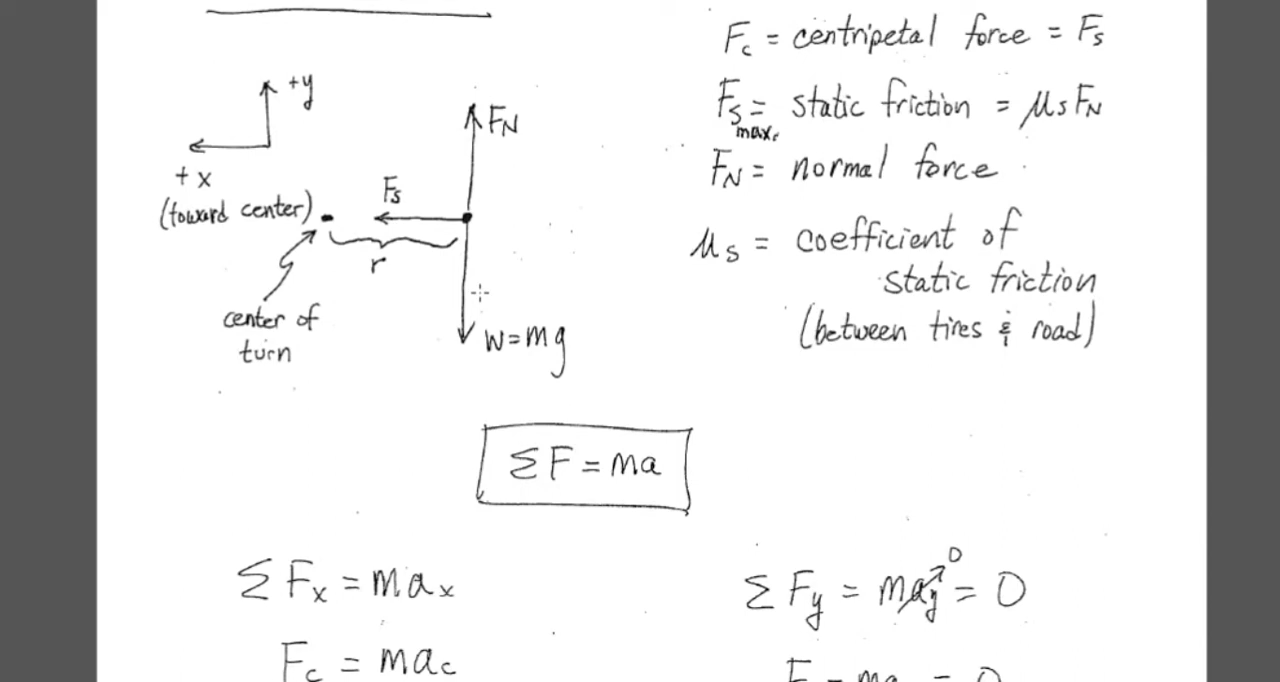 F_c = centripetal force = F_s
+y
F_N
F_s = static friction = μ_s F_N
max.
+ x
(toward center)
F_s
F_N = normal force
r
μ_s = coefficient of
static friction
(between tires & road)
center of
turn
W=mg
ΣF = ma
ΣF_x = ma_x
ΣF_y = ma_y = 0
0
F_c = ma_c